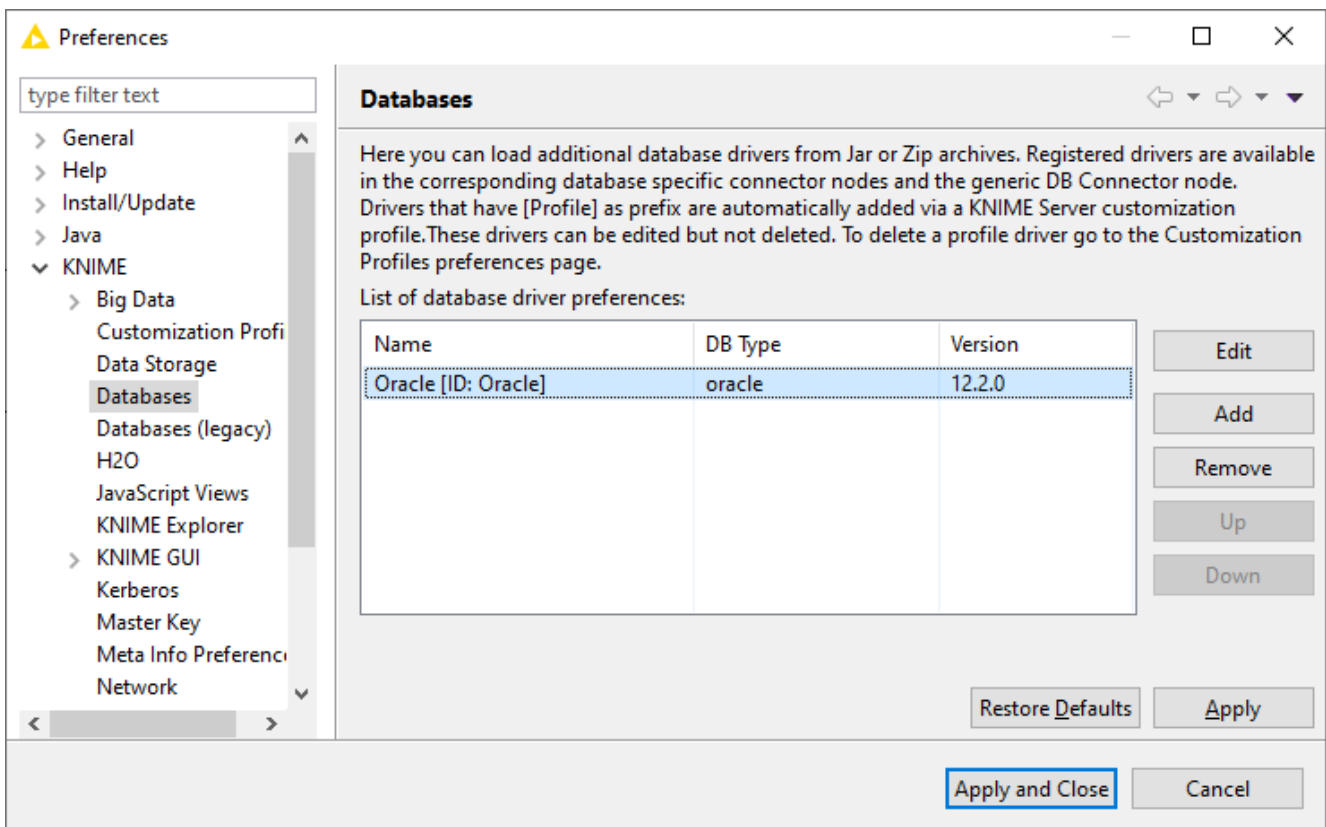 Preferences
type filter text
General
Help
Install/Update
Java
KNIME
Big Data
Customization Profi
Data Storage
Databases
Databases (legacy)
H2O
JavaScript Views
KNIME Explorer
KNIME GUI
Kerberos
Master Key
Meta Info Preference
Network
Databases
Here you can load additional database drivers from Jar or Zip archives. Registered drivers are available
in the corresponding database specific connector nodes and the generic DB Connector node.
Drivers that have [Profile] as prefix are automatically added via a KNIME Server customization
profile.These drivers can be edited but not deleted. To delete a profile driver go to the Customization
Profiles preferences page.
List of database driver preferences:
Name DB Type Version
Oracle [ID: Oracle] oracle 12.2.0
Edit
Add
Remove
Up
Down
Restore Defaults Apply
Apply and Close Cancel